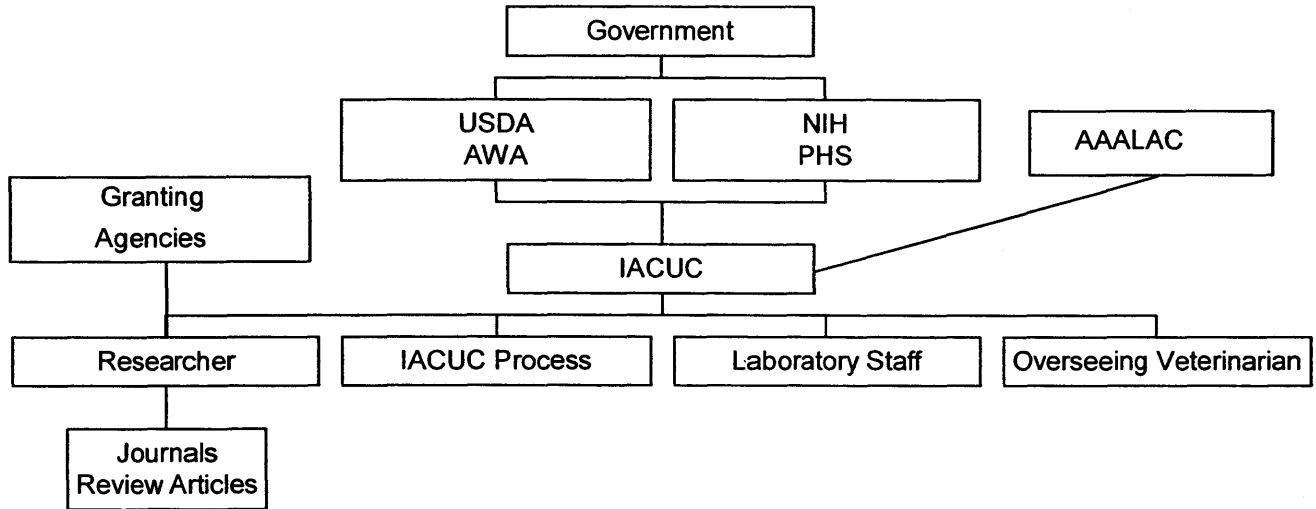 Government
USDA
AWA
NIH
PHS
AAALAC
Granting
Agencies
IACUC
Researcher
IACUC Process
Laboratory Staff
Overseeing Veterinarian
Journals
Review Articles